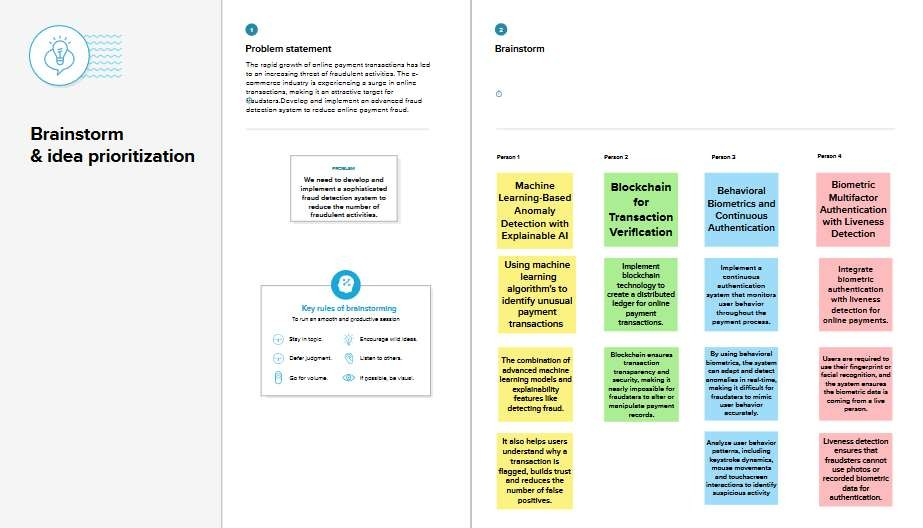 Brainstorm
& idea prioritization
1
Problem statement
The rapid growth of online payment transactions has led
to an increasing threat of fraudulent activities. The e-
commerce industry is experiencing a surge in online
transactions, making it an attractive target for
fraudsters.Develop and implement an advanced fraud
detection system to reduce online payment fraud.
PROBLEM
We need to develop and
implement a sophisticated
fraud detection system to
reduce the number of
fraudulent activities.
Key rules of brainstorming
To run an smooth and productive session
Stay in topic.
Encourage wild ideas.
Defer judgment.
Listen to others.
Go for volume.
If possible, be visual.
2
Brainstorm
Person 1
Machine
Learning-Based
Anomaly
Detection with
Explainable AI
Using machine
learning
algorithm's to
identify unusual
payment
transactions
The combination of
advanced machine
learning models and
explainability
features like
detecting fraud.
It also helps users
understand why a
transaction is
flagged, builds trust
and reduces the
number of false
positives.
Person 2
Blockchain
for
Transaction
Verification
Implement
blockchain
technology to
create a distributed
ledger for online
payment
transactions.
Blockchain ensures
transaction
transparency and
security, making it
nearly impossible for
fraudsters to alter or
manipulate payment
records.
Person 3
Behavioral
Biometrics and
Continuous
Authentication
Implement a
continuous
authentication
system that monitors
user behavior
throughout the
payment process.
By using behavioral
biometrics, the system
can adapt and detect
anomalies in real-time,
making it difficult for
fraudsters to mimic
user behavior
accurately.
Analyze user behavior
patterns, including
keystroke dynamics,
mouse movements
and touchscreen
interactions to identify
suspicious activity
Person 4
Biometric
Multifactor
Authentication
with Liveness
Detection
Integrate
biometric
authentication
with liveness
detection for
online payments.
Users are required to
use their fingerprint or
facial recognition, and
the system ensures
the biometric data is
coming from a live
person.
Liveness detection
ensures that
fraudsters cannot
use photos or
recorded biometric
data for
authentication.